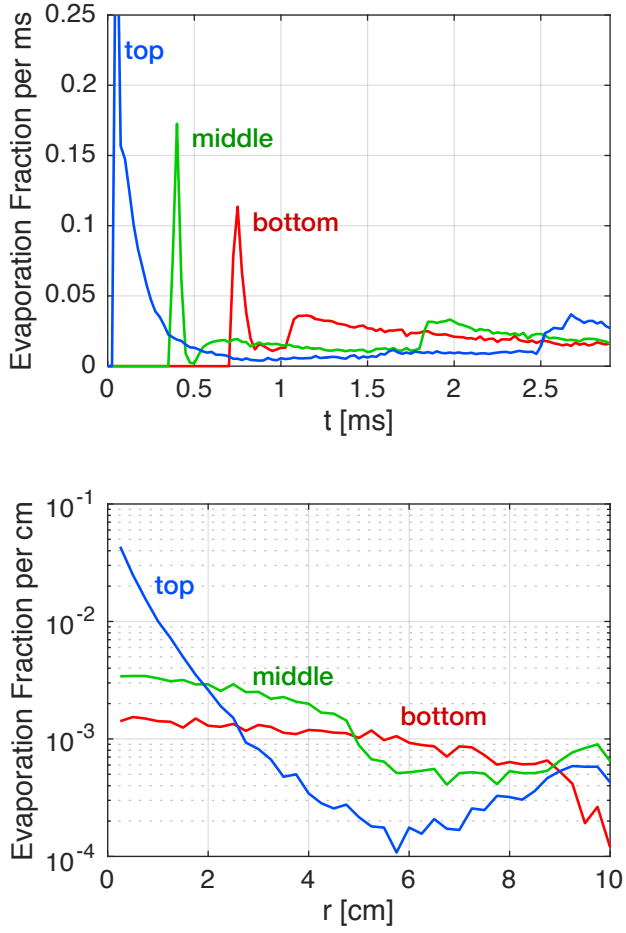 Evaporation Fraction per ms
0.25
0.2
0.15
0.1
0.05
0
top
middle
bottom
0 0.5 1 1.5 2 2.5
t [ms]
Evaporation Fraction per cm
10-1
10-2
10-3
10-4
top
middle
bottom
0 2 4 6 8 10
r [cm]